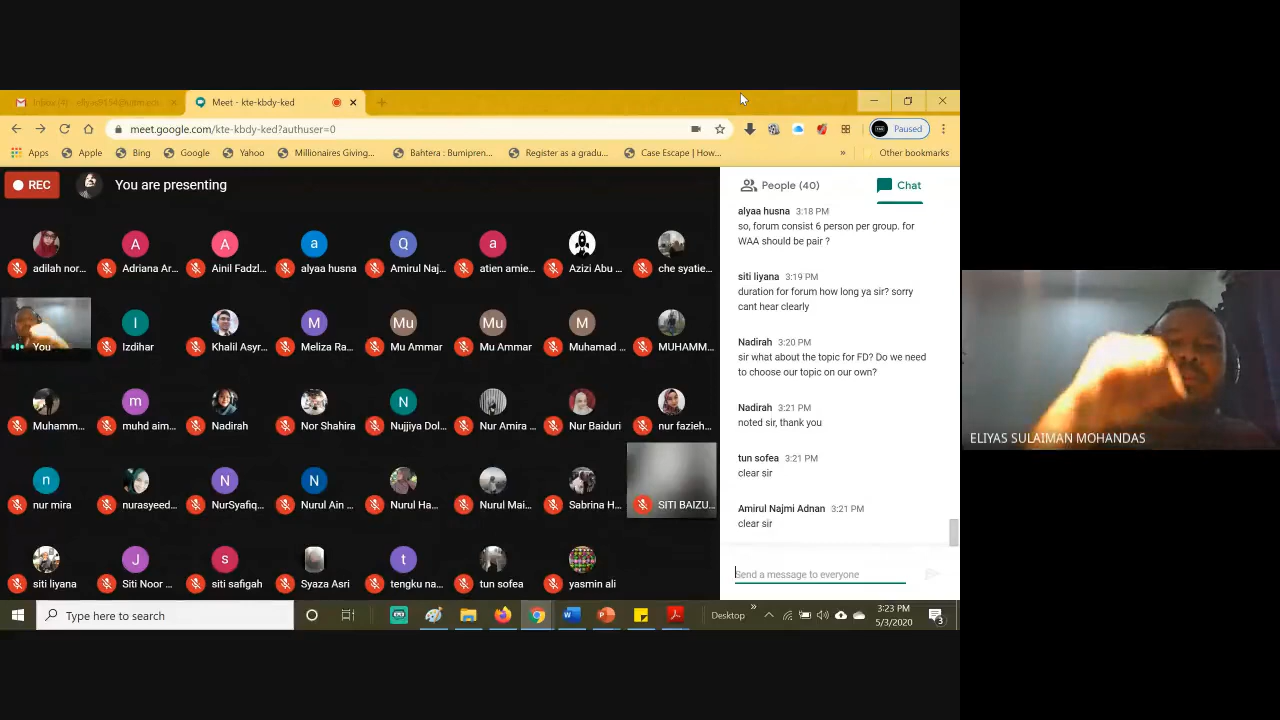 Meet - kte-kbdy-ked
meet.google.com/kte-kbdy-ked?authuser=0
Paused
Apps Apple Bing Google Yahoo Millionaires Giving... Bahtera : Bumipren... Register as a gradu... Case Escape | How... » Other bookmarks
REC You are presenting
People (40) Chat
adilah nor... Adriana Ar... Ainil Fadzl... alyaa husna Amirul Naj... atien amie... Azizi Abu ... che syatie...
You Izdihar Khalil Asyr... Meliza Ra... Mu Ammar Mu Ammar Muhamad ... MUHAMM...
Muhamm... muhd aim... Nadirah Nor Shahira Nujjiya Dol... Nur Amira ... Nur Baiduri nur fazieh...
nur mira nurasyeed... NurSyafiq... Nurul Ain ... Nurul Ha... Nurul Mai... Sabrina H... SITI BAIZU...
siti liyana Siti Noor ... siti safigah Syaza Asri tengku na... tun sofea yasmin ali
alyaa husna 3:18 PM
so, forum consist 6 person per group. for
WAA should be pair ?
siti liyana 3:19 PM
duration for forum how long ya sir? sorry
cant hear clearly
Nadirah 3:20 PM
sir what about the topic for FD? Do we need
to choose our topic on our own?
Nadirah 3:21 PM
noted sir, thank you
tun sofea 3:21 PM
clear sir
Amirul Najmi Adnan 3:21 PM
clear sir
Send a message to everyone
ELIYAS SULAIMAN MOHANDAS
Type here to search
Desktop »
3:23 PM
5/3/2020
3